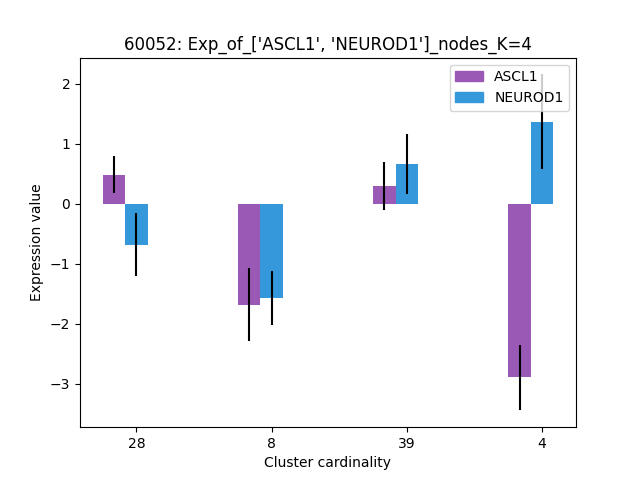 60052: Exp_of_['ASCL1', 'NEUROD1']_nodes_K=4
ASCL1
NEUROD1
2
1
0
−1
−2
−3
Expression value
28 8 39 4
Cluster cardinality